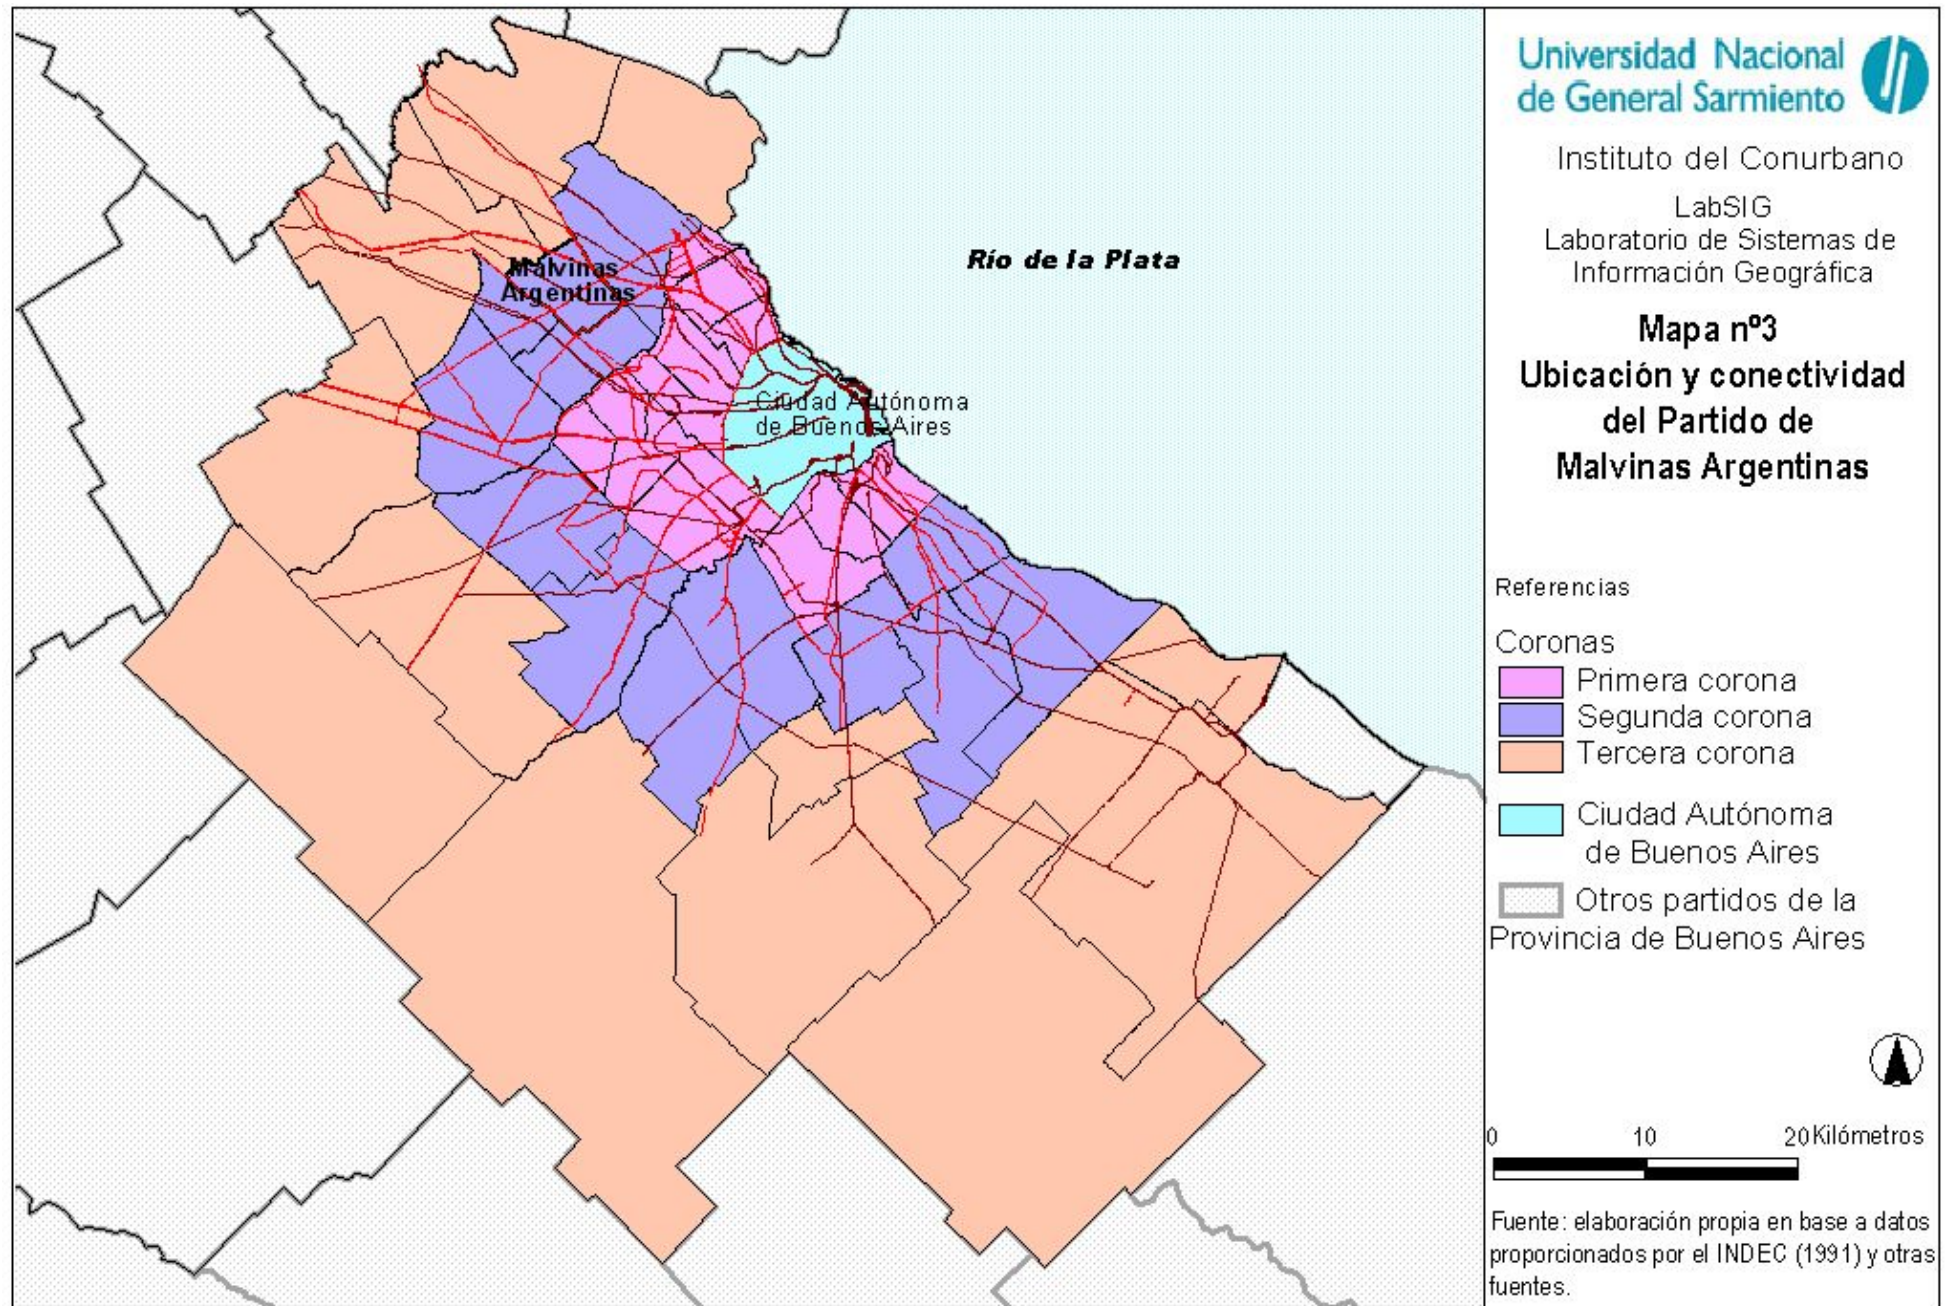 Malvinas
Argentinas
Río de la Plata
Ciudad Autónoma
de Buenos Aires
Universidad Nacional
de General Sarmiento
Instituto del Conurbano
LabSIG
Laboratorio de Sistemas de
Información Geográfica
Mapa nº3
Ubicación y conectividad
del Partido de
Malvinas Argentinas
Referencias
Coronas
Primera corona
Segunda corona
Tercera corona
Ciudad Autónoma
de Buenos Aires
Otros partidos de la
Provincia de Buenos Aires
0 10 20 Kilómetros
Fuente: elaboración propia en base a datos
proporcionados por el INDEC (1991) y otras
fuentes.